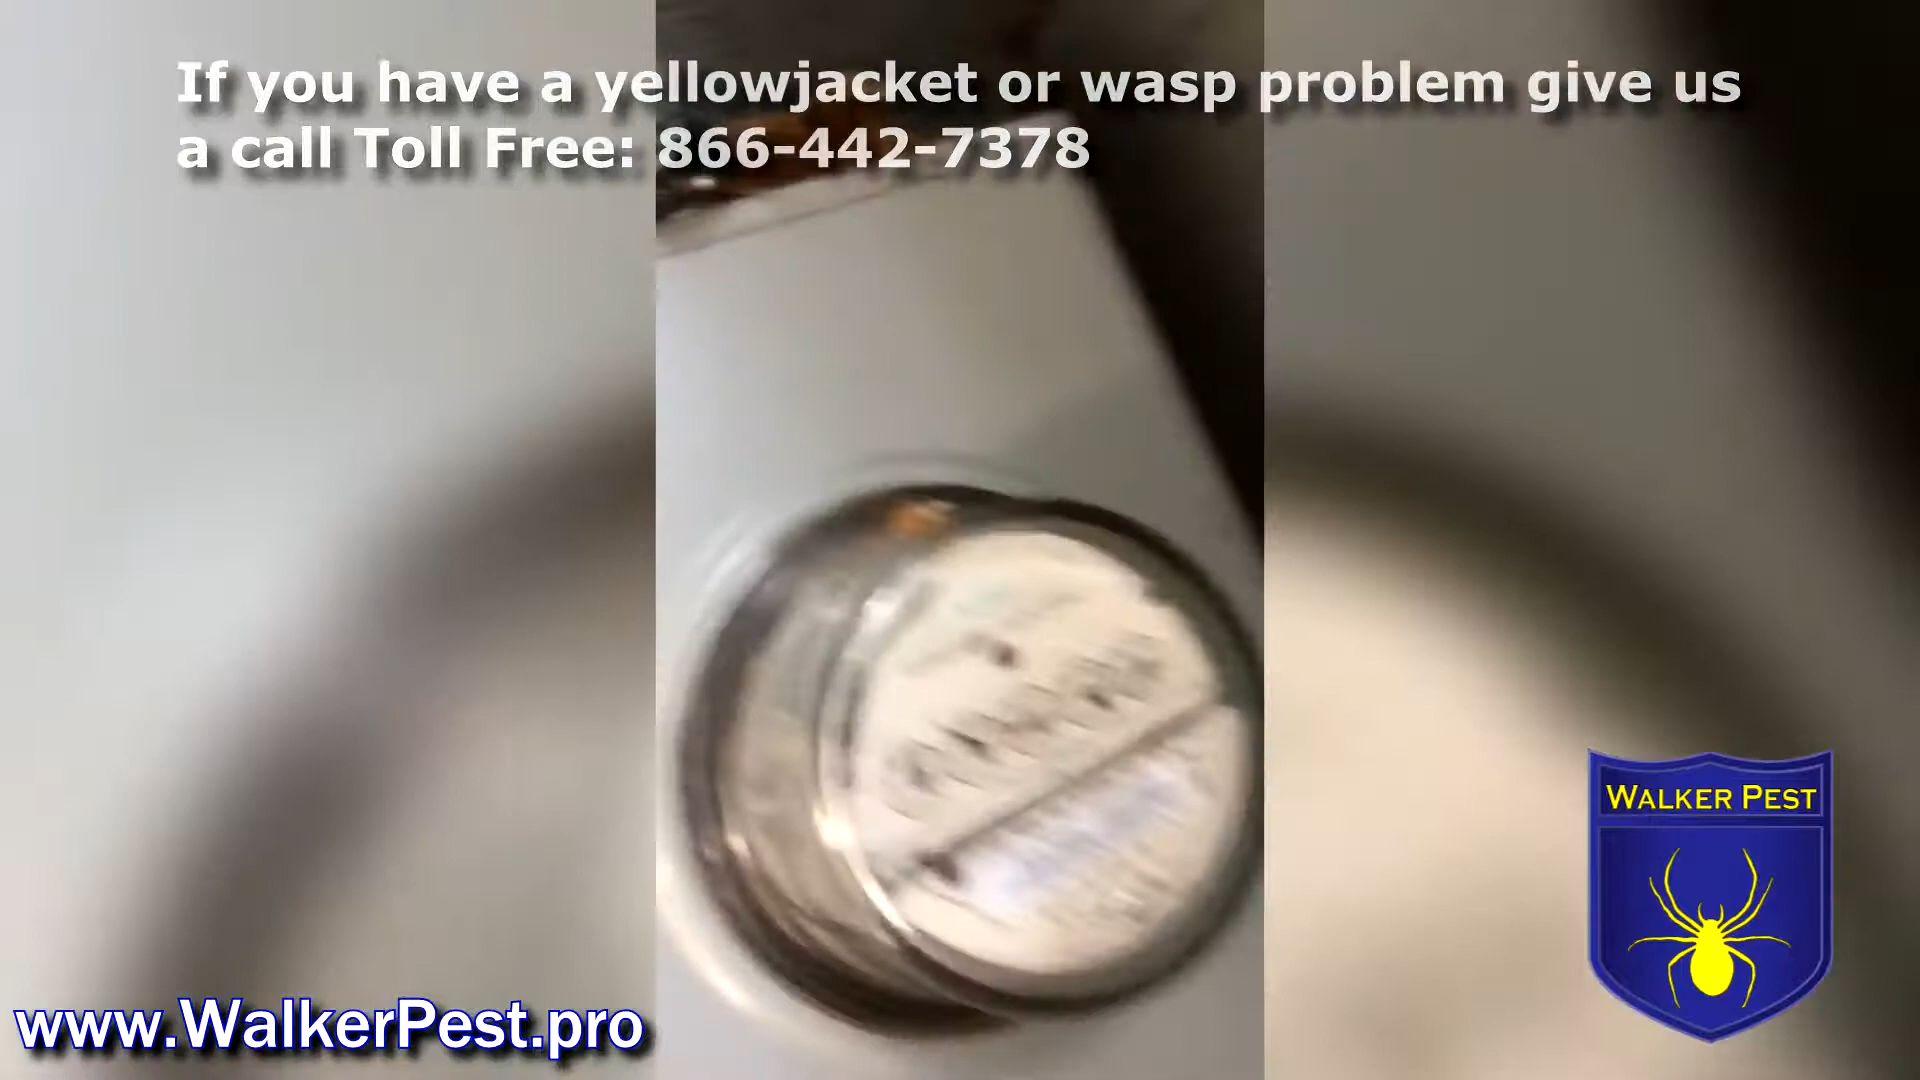 If you have a yellowjacket or wasp problem give us
a call Toll Free: 866-442-7378
WALKER PEST
www.WalkerPest.pro